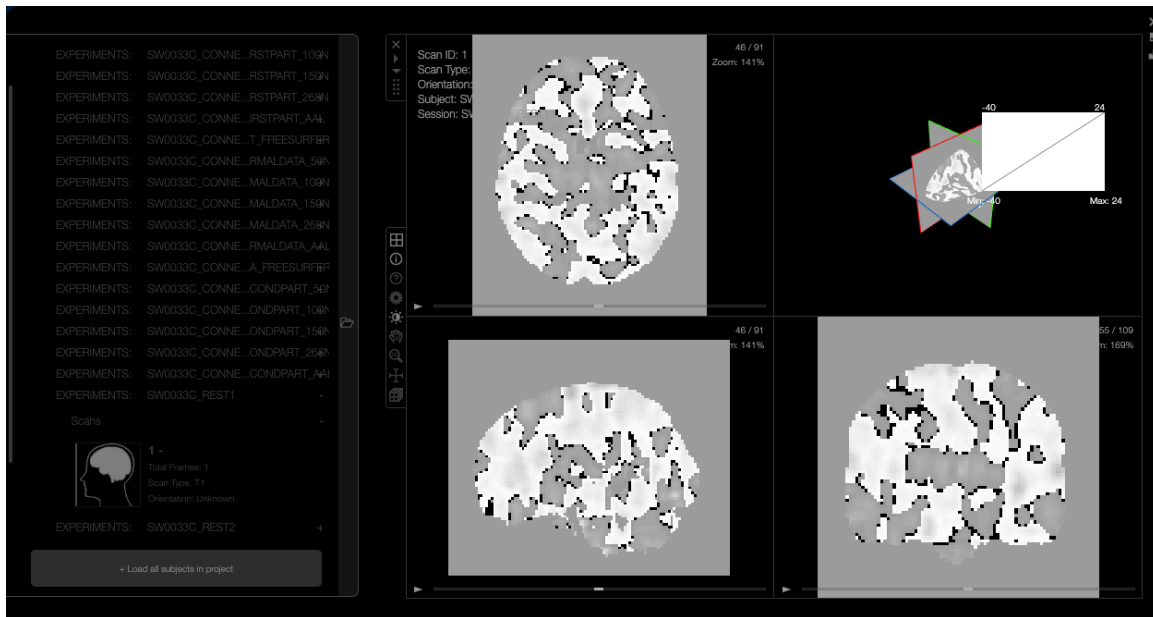 EXPERIMENTS: SW0033C_CONNE...RSTPART_100N
EXPERIMENTS: SW0033C_CONNE...RSTPART_150N
EXPERIMENTS: SW0033C_CONNE...RSTPART_268N
EXPERIMENTS: SW0033C_CONNE...IRSTPART_AAL
EXPERIMENTS: SW0033C_CONNE...T_FREESURFER
EXPERIMENTS: SW0033C_CONNE...RMALDATA_50N
EXPERIMENTS: SW0033C_CONNE...MALDATA_100N
EXPERIMENTS: SW0033C_CONNE...MALDATA_150N
EXPERIMENTS: SW0033C_CONNE...MALDATA_268N
EXPERIMENTS: SW0033C_CONNE...RMALDATA_AAL
EXPERIMENTS: SW0033C_CONNE...A_FREESURFER
EXPERIMENTS: SW0033C_CONNE...CONDPART_50N
EXPERIMENTS: SW0033C_CONNE...ONDPART_100N
EXPERIMENTS: SW0033C_CONNE...ONDPART_150N
EXPERIMENTS: SW0033C_CONNE...ONDPART_268N
EXPERIMENTS: SW0033C_CONNE...CONDPART_AAL
EXPERIMENTS: SW0033C_REST1 -
Scans -
1 -
Total Frames: 1
Scan Type: T1
Orientation: Unknown
EXPERIMENTS: SW0033C_REST2 +
+ Load all subjects in project
Scan ID: 1
Scan Type:
Orientation:
Subject: SW
Session: SW
46 / 91
Zoom: 141%
-40 24
Min: -40 Max: 24
46 / 91
m: 141%
55 / 109
m: 169%